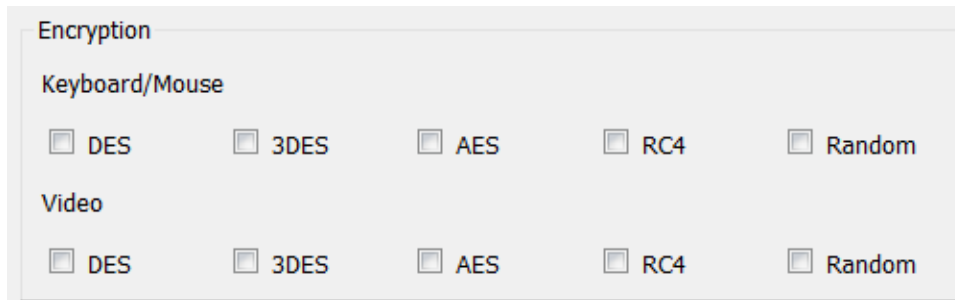 Encryption
Keyboard/Mouse
DES 3DES AES RC4 Random
Video
DES 3DES AES RC4 Random